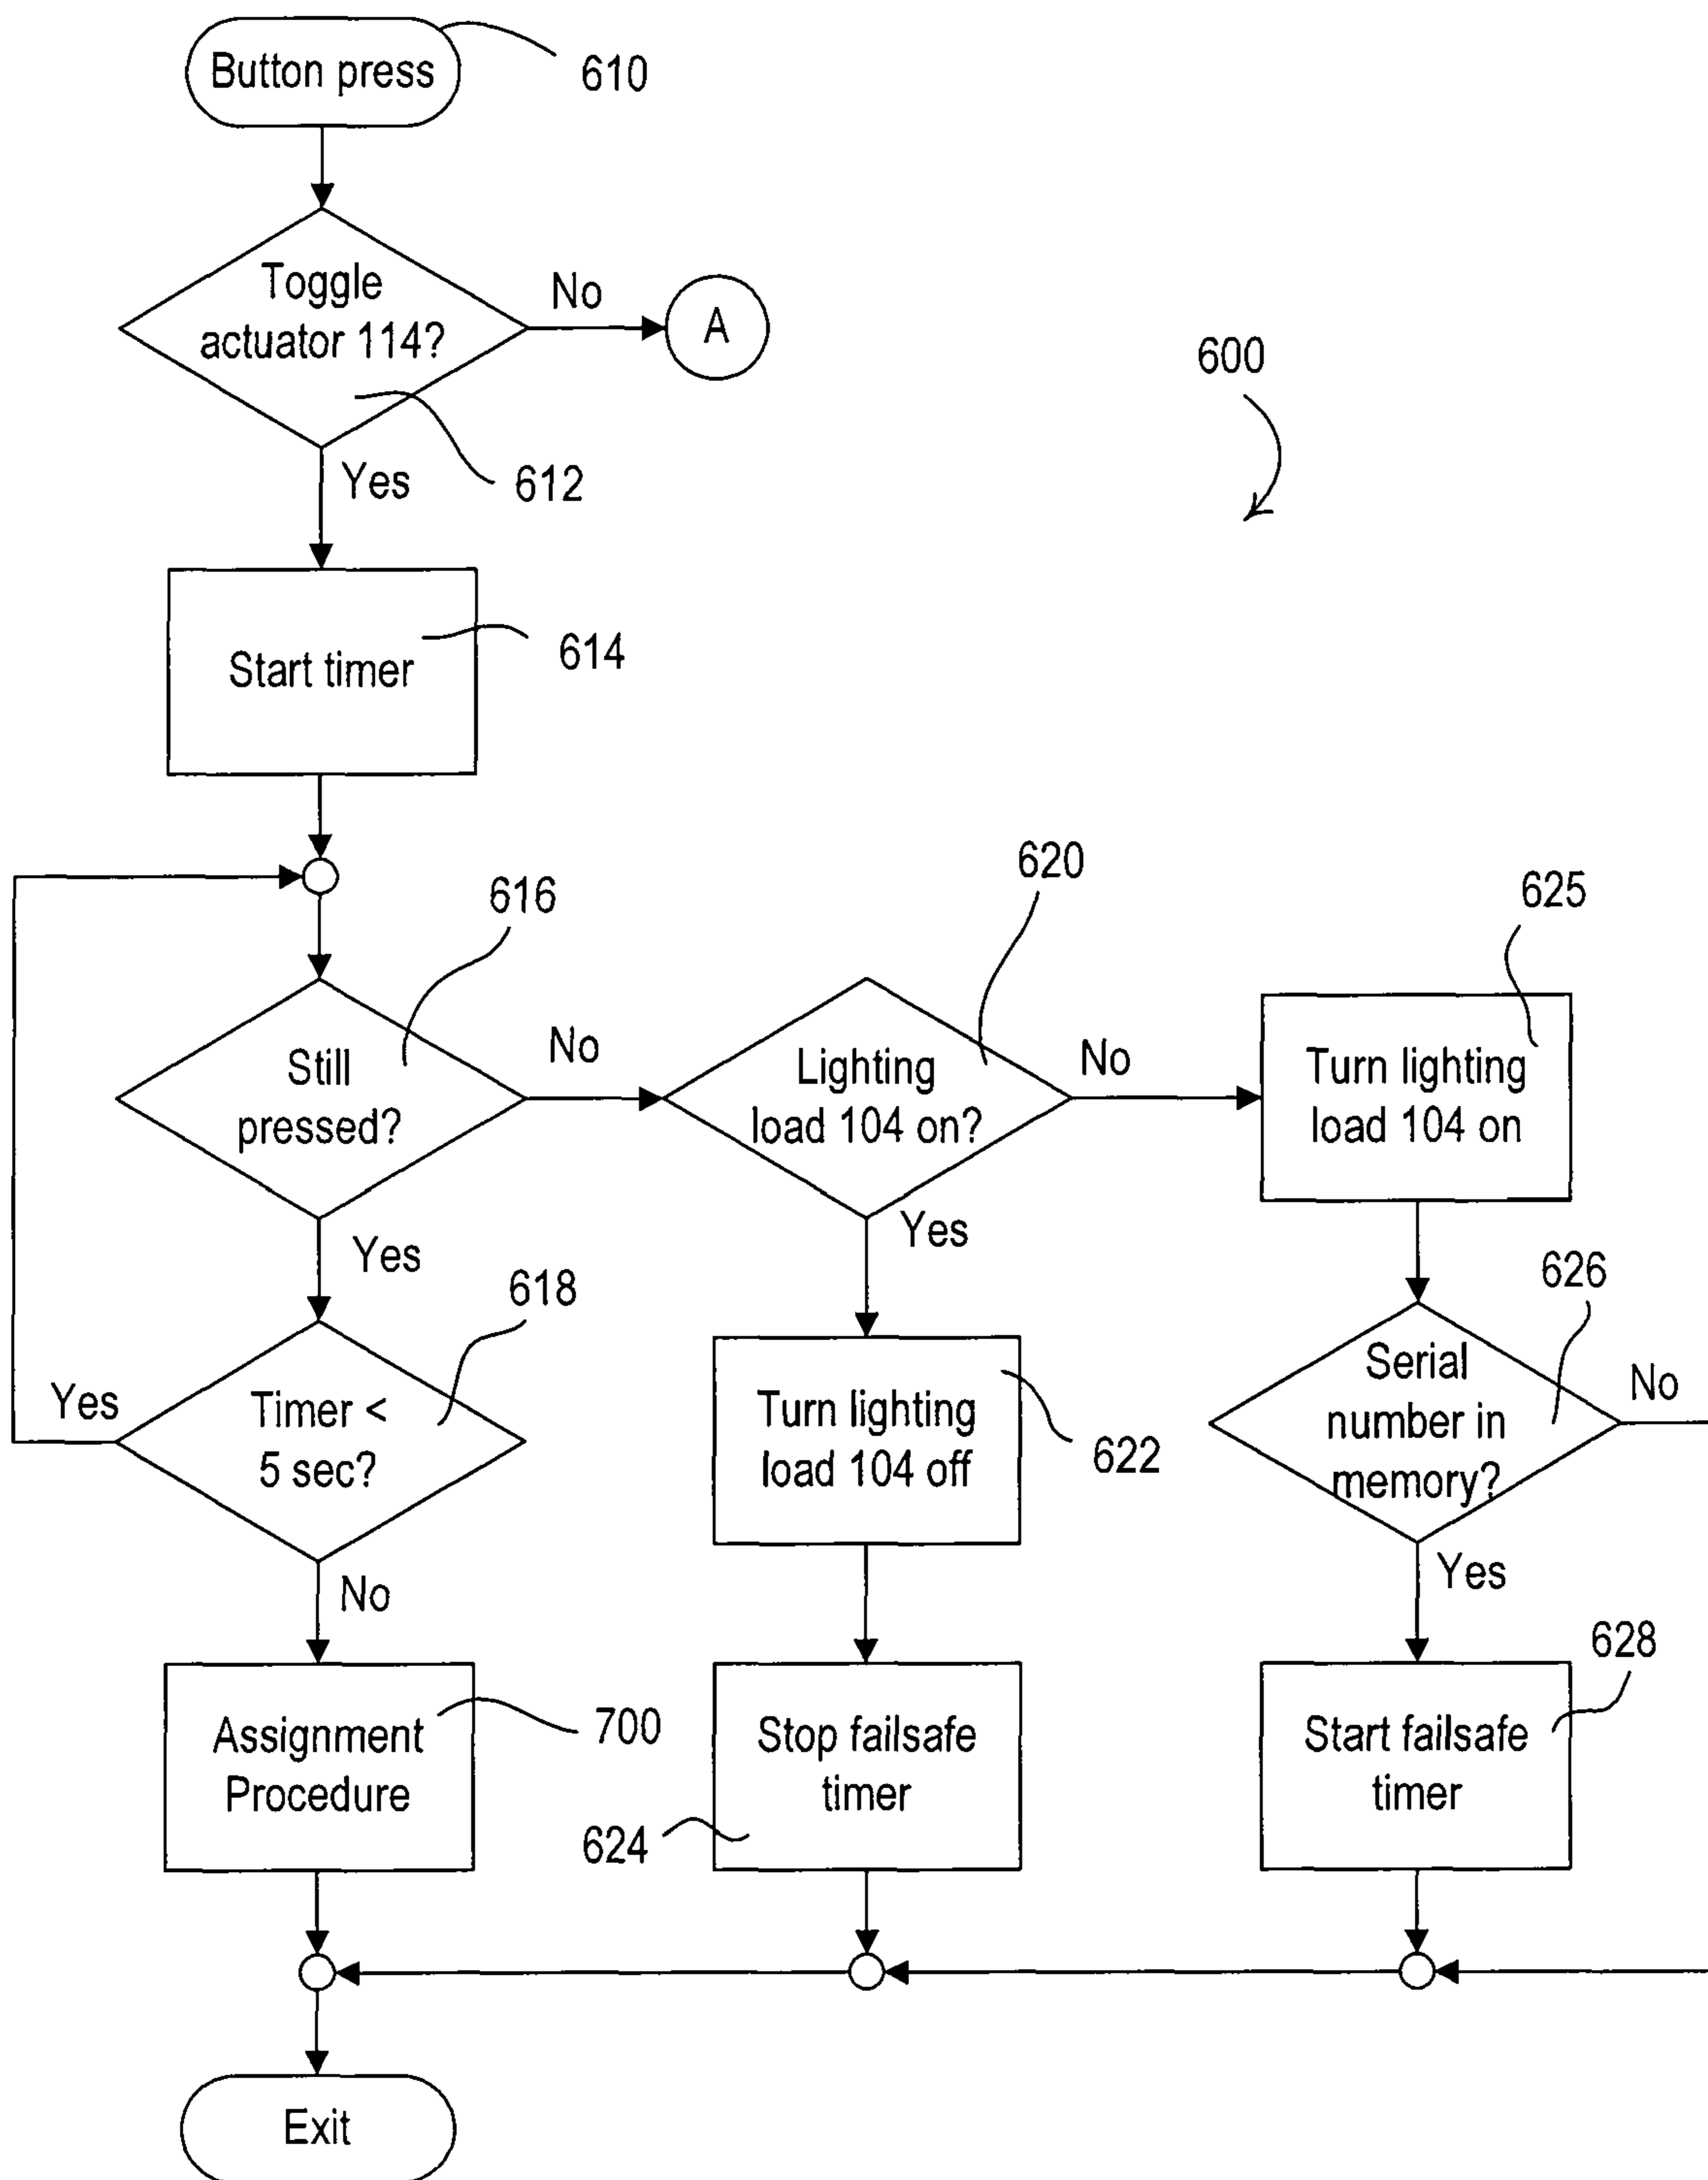 Button press
610
Toggle
actuator 114?
No
A
612
Yes
600
Start timer
614
616
620
625
Still
pressed?
No
Lighting
load 104 on?
No
Turn lighting
load 104 on
Yes
Yes
618
626
Timer <
5 sec?
Yes
Turn lighting
load 104 off
622
Serial
number in
memory?
No
No
Yes
628
Assignment
Procedure
700
Stop failsafe
timer
624
Start failsafe
timer
Exit